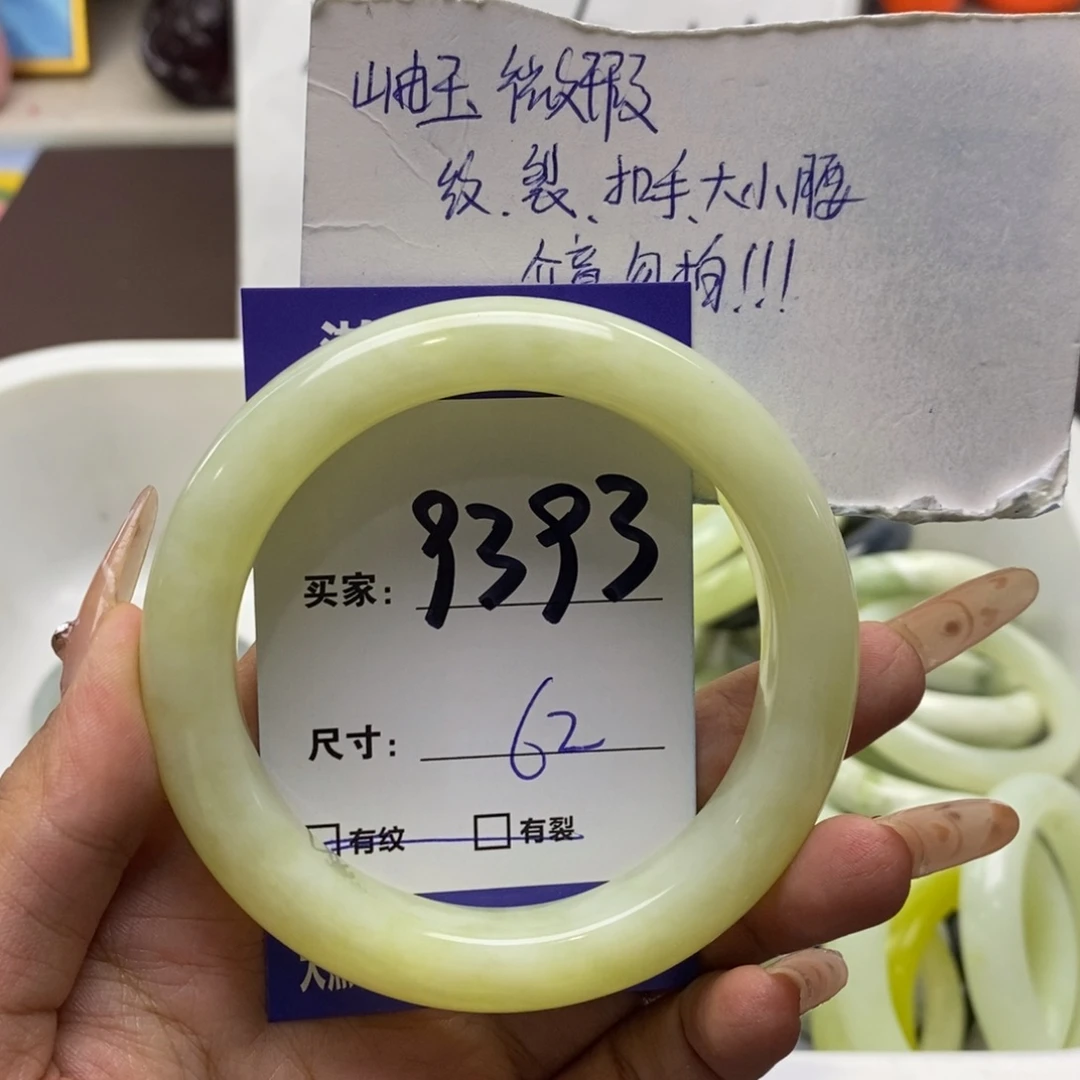 岫玉 微瑕
纹.裂、扣手、大小腰
介意勿拍!!!
买家: 9393
尺寸: 62
有纹 有裂